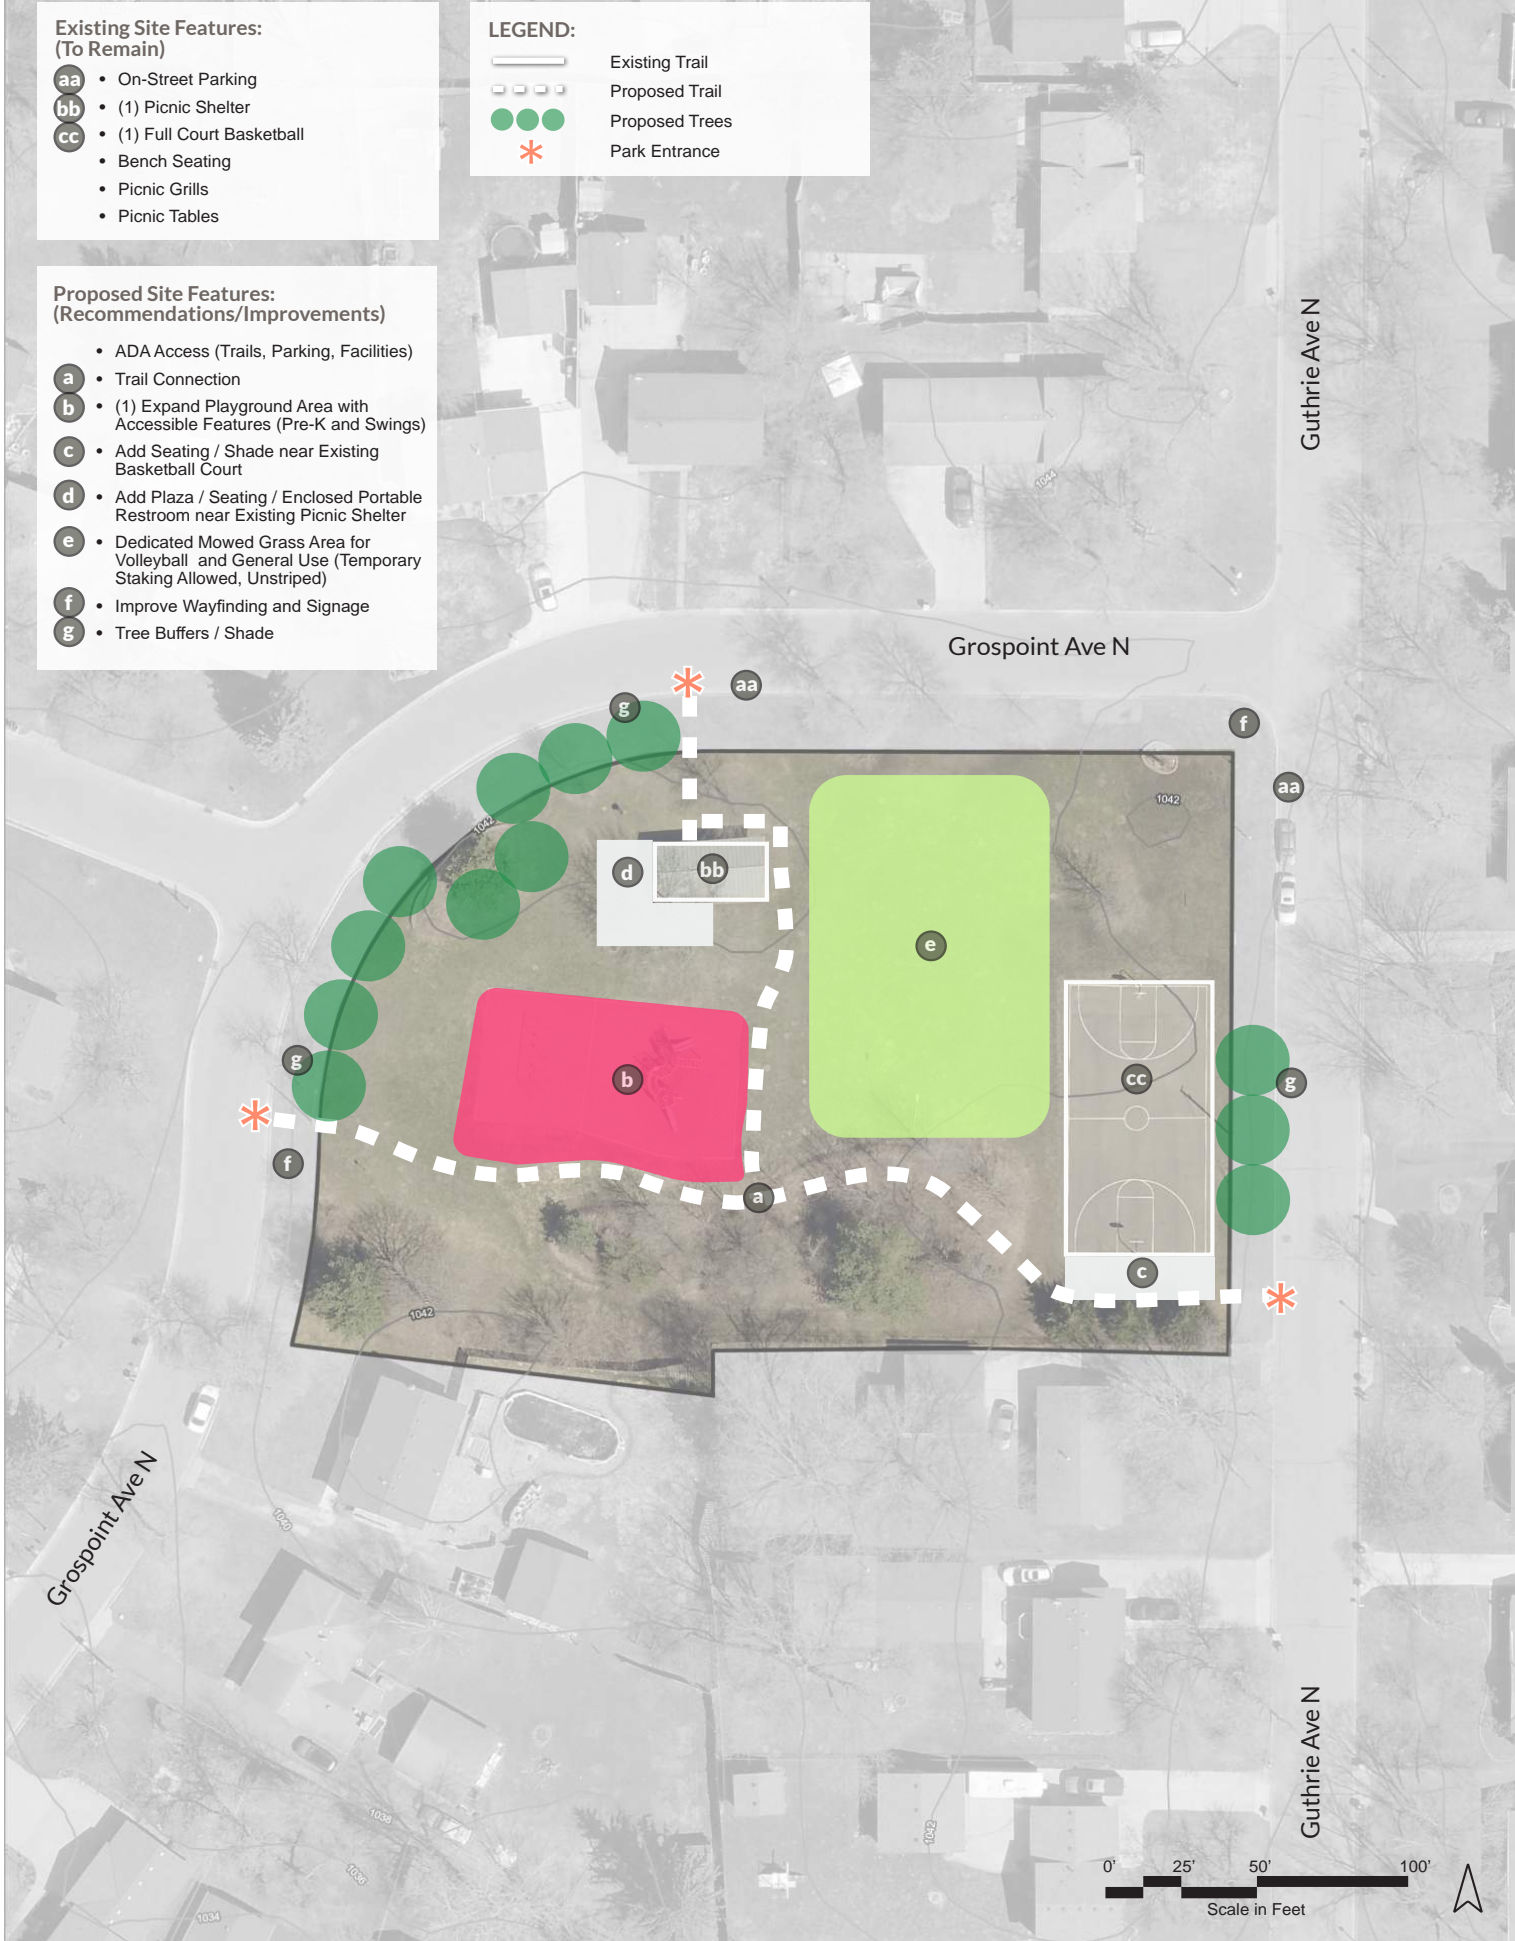 Existing Site Features:
(To Remain)
aa • On-Street Parking
bb • (1) Picnic Shelter
cc • (1) Full Court Basketball
• Bench Seating
• Picnic Grills
• Picnic Tables
LEGEND:
Existing Trail
Proposed Trail
Proposed Trees
Park Entrance
Proposed Site Features:
(Recommendations/Improvements)
• ADA Access (Trails, Parking, Facilities)
a • Trail Connection
b • (1) Expand Playground Area with
Accessible Features (Pre-K and Swings)
c • Add Seating / Shade near Existing
Basketball Court
d • Add Plaza / Seating / Enclosed Portable
Restroom near Existing Picnic Shelter
e • Dedicated Mowed Grass Area for
Volleyball and General Use (Temporary
Staking Allowed, Unstriped)
f • Improve Wayfinding and Signage
g • Tree Buffers / Shade
Guthrie Ave N
1044
Grospoint Ave N
aa
g
f
aa
1042
1042
d
bb
e
g
b
cc
g
f
a
c
1042
Grospoint Ave N
1040
Guthrie Ave N
1038
1042
1036
1034
0' 25' 50' 100'
Scale in Feet